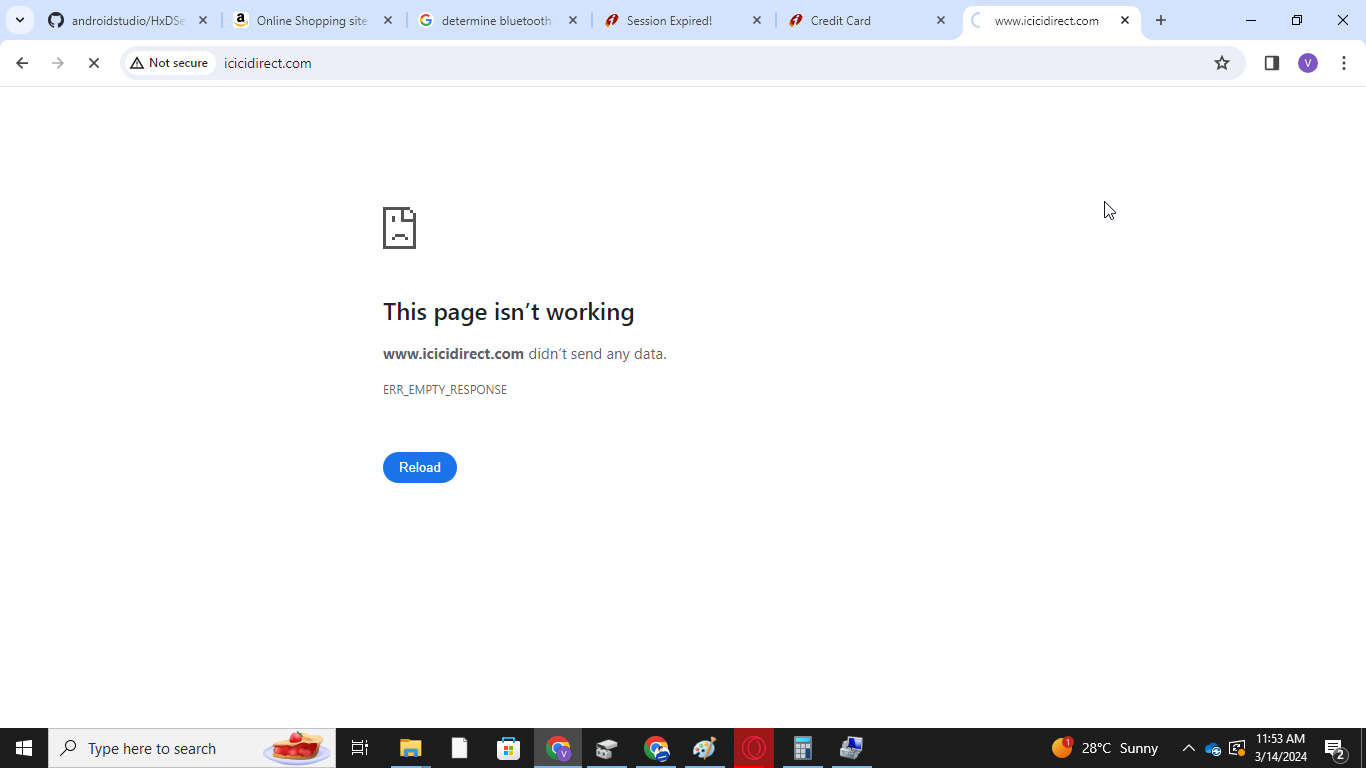 androidstudio/HxDSe
Online Shopping site
determine bluetooth
Session Expired!
Credit Card
www.icicidirect.com
Not secure
icicidirect.com
V
This page isn’t working
www.icicidirect.com didn’t send any data.
ERR_EMPTY_RESPONSE
Reload
Type here to search
V
1
28°C Sunny
11:53 AM
3/14/2024
2